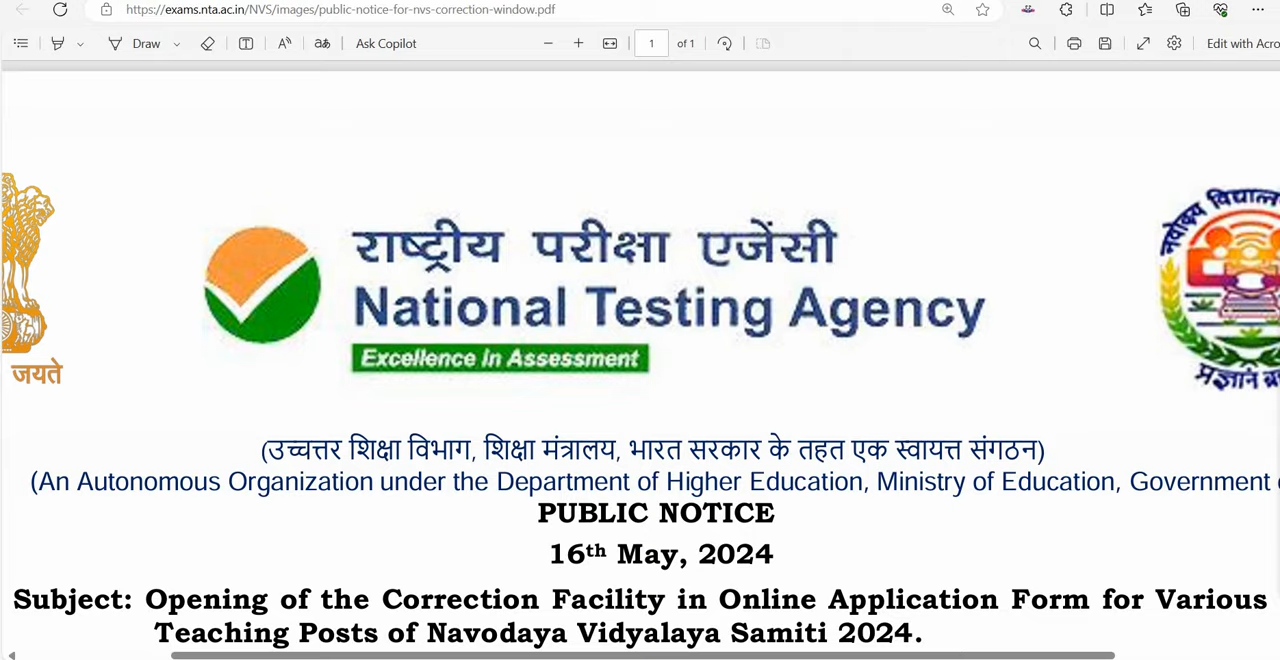 https://exams.nta.ac.in/NVS/images/public-notice-for-nvs-correction-window.pdf
Draw
Ask Copilot
1 of 1
Edit with Acro
राष्ट्रीय परीक्षा एजेंसी
National Testing Agency
Excellence in Assessment
जयते
(उच्चत्तर शिक्षा विभाग, शिक्षा मंत्रालय, भारत सरकार के तहत एक स्वायत्त संगठन)
(An Autonomous Organization under the Department of Higher Education, Ministry of Education, Government
PUBLIC NOTICE
16th May, 2024
Subject: Opening of the Correction Facility in Online Application Form for Various
Teaching Posts of Navodaya Vidyalaya Samiti 2024.